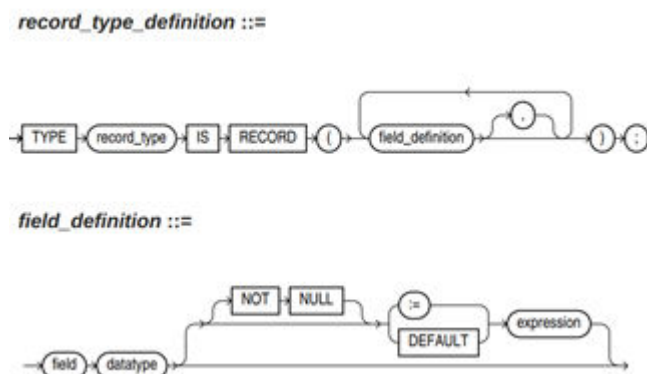 record_type_definition ::=
,
TYPE record_type IS RECORD ( field_definition ) ;
field_definition ::=
NOT NULL :=
DEFAULT expression
field datatype